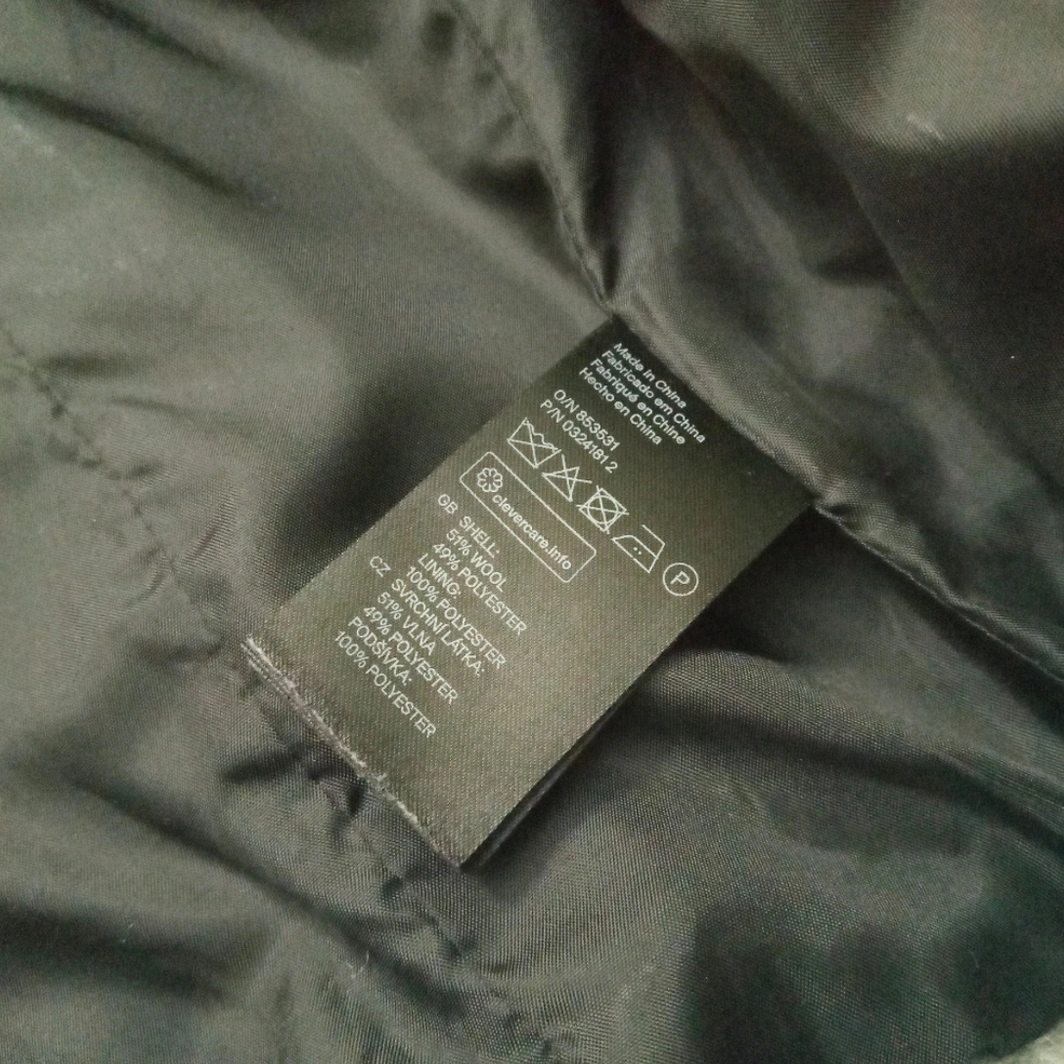 Made in China
Fabricado em China
Fabriqué en Chine
Hecho en China
O/N 853531
P/N 03241812
P
clevercare.info
GB SHELL:
51% WOOL
49% POLYESTER
LINING:
100% POLYESTER
CZ SVRCHNÍ LÁTKA:
51% VLNA
49% POLYESTER
PODŠÍVKA:
100% POLYESTER